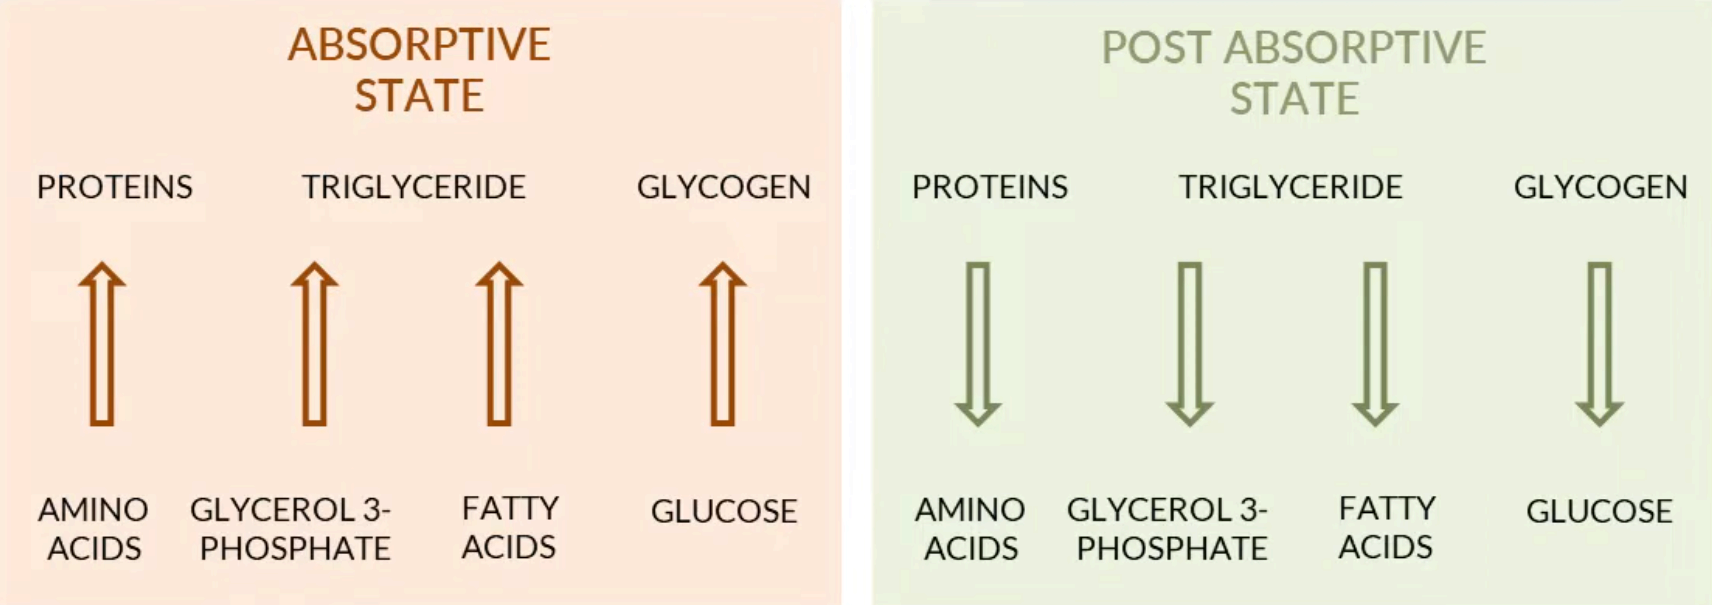 ABSORPTIVE
STATE
PROTEINS
TRIGLYCERIDE
GLYCOGEN
AMINO
ACIDS
GLYCEROL 3-
PHOSPHATE
FATTY
ACIDS
GLUCOSE
POST ABSORPTIVE
STATE
PROTEINS
TRIGLYCERIDE
GLYCOGEN
AMINO
ACIDS
GLYCEROL 3-
PHOSPHATE
FATTY
ACIDS
GLUCOSE